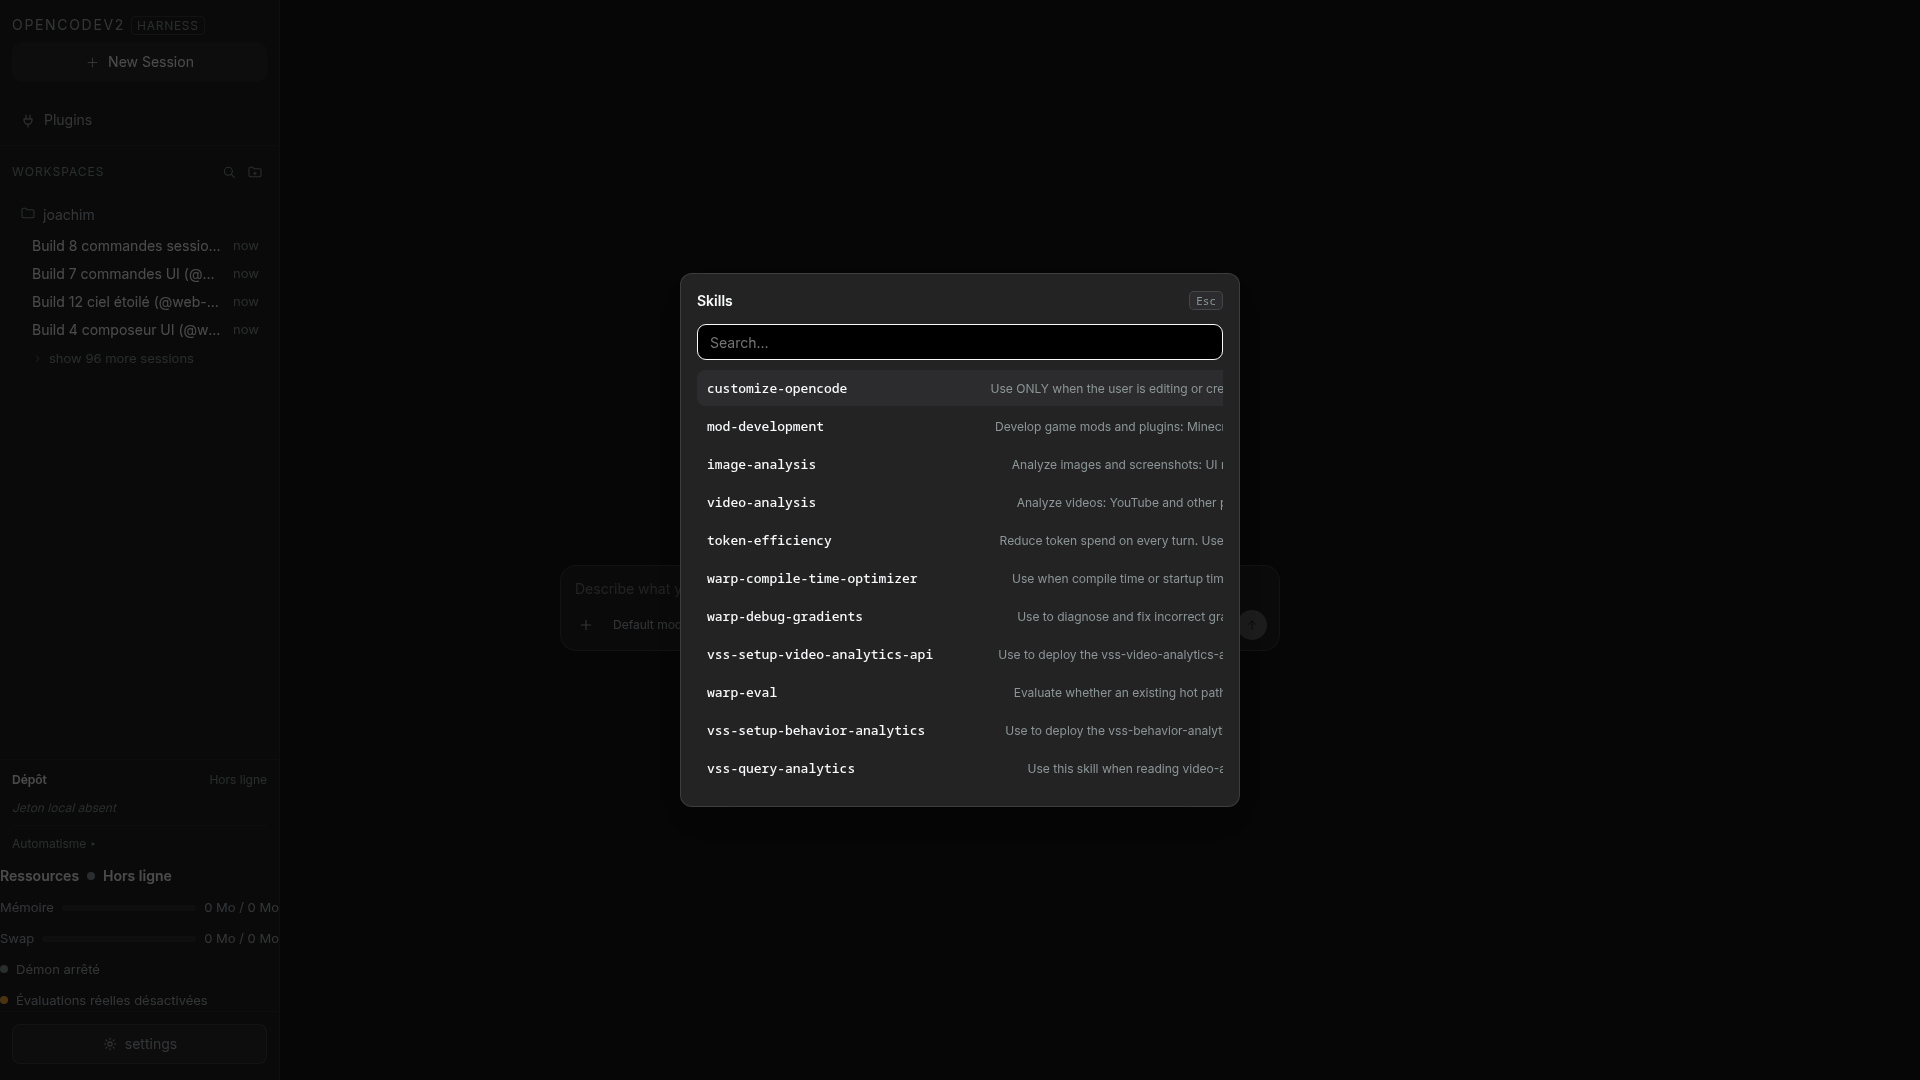 OPENCODEV2 HARNESS
New Session
Plugins
WORKSPACES
joachim
Build 8 commandes sessio... now
Build 7 commandes UI (@... now
Build 12 ciel étoilé (@web-... now
Build 4 composeur UI (@w... now
show 96 more sessions
Dépôt Hors ligne
Jeton local absent
Automatisme
Ressources Hors ligne
Mémoire 0 Mo / 0 Mo
Swap 0 Mo / 0 Mo
Démon arrêté
Évaluations réelles désactivées
settings
Describe what y
Default mod
Skills Esc
Search...
customize-opencode Use ONLY when the user is editing or cre
mod-development Develop game mods and plugins: Minecr
image-analysis Analyze images and screenshots: UI
video-analysis Analyze videos: YouTube and other p
token-efficiency Reduce token spend on every turn. Use
warp-compile-time-optimizer Use when compile time or startup tim
warp-debug-gradients Use to diagnose and fix incorrect gra
vss-setup-video-analytics-api Use to deploy the vss-video-analytics-a
warp-eval Evaluate whether an existing hot path
vss-setup-behavior-analytics Use to deploy the vss-behavior-analyt
vss-query-analytics Use this skill when reading video-a